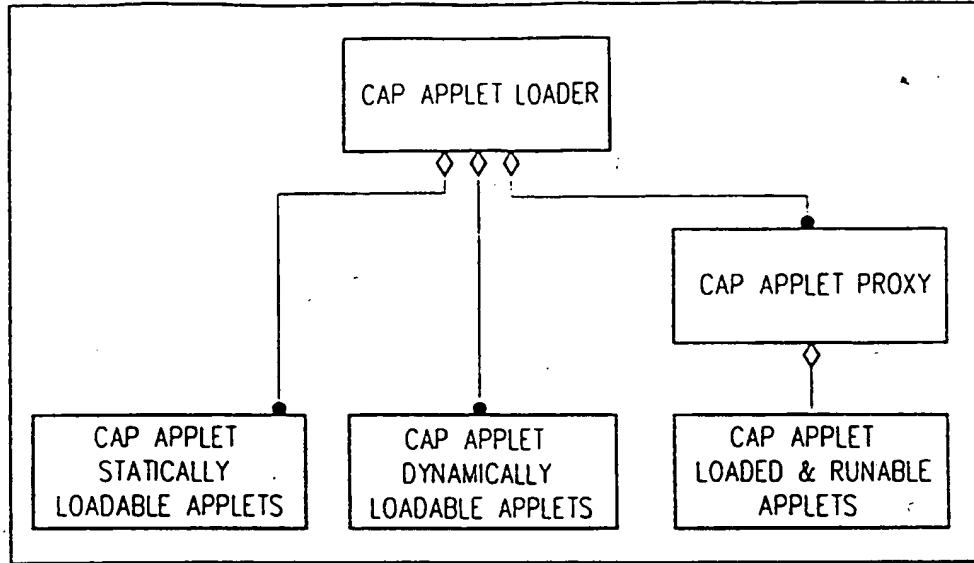 CAP APPLET LOADER
CAP APPLET PROXY
CAP APPLET
STATICALLY
LOADABLE APPLETS
CAP APPLET
DYNAMICALLY
LOADABLE APPLETS
CAP APPLET
LOADED & RUNABLE
APPLETS